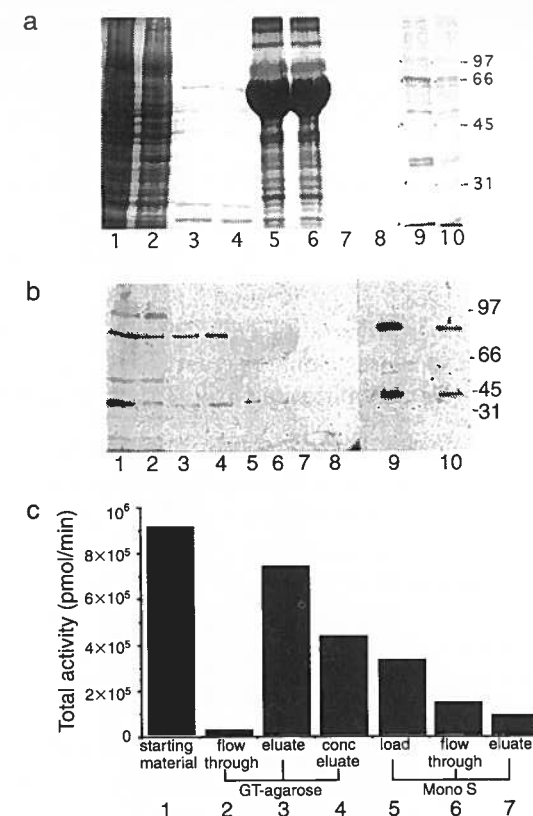 a
- 97
- 66
- 45
- 31
1 2 3 4 5 6 7 8 9 10
b
- 97
- 66
- 45
31
1 2 3 4 5 6 7 8 9 10
c
Total activity (pmol/min)
10⁶
8×10⁵
6×10⁵
4×10⁵
2×10⁵
0
starting material
flow through
eluate
conc eluate
load
flow through
eluate
GT-agarose
Mono S
1 2 3 4 5 6 7